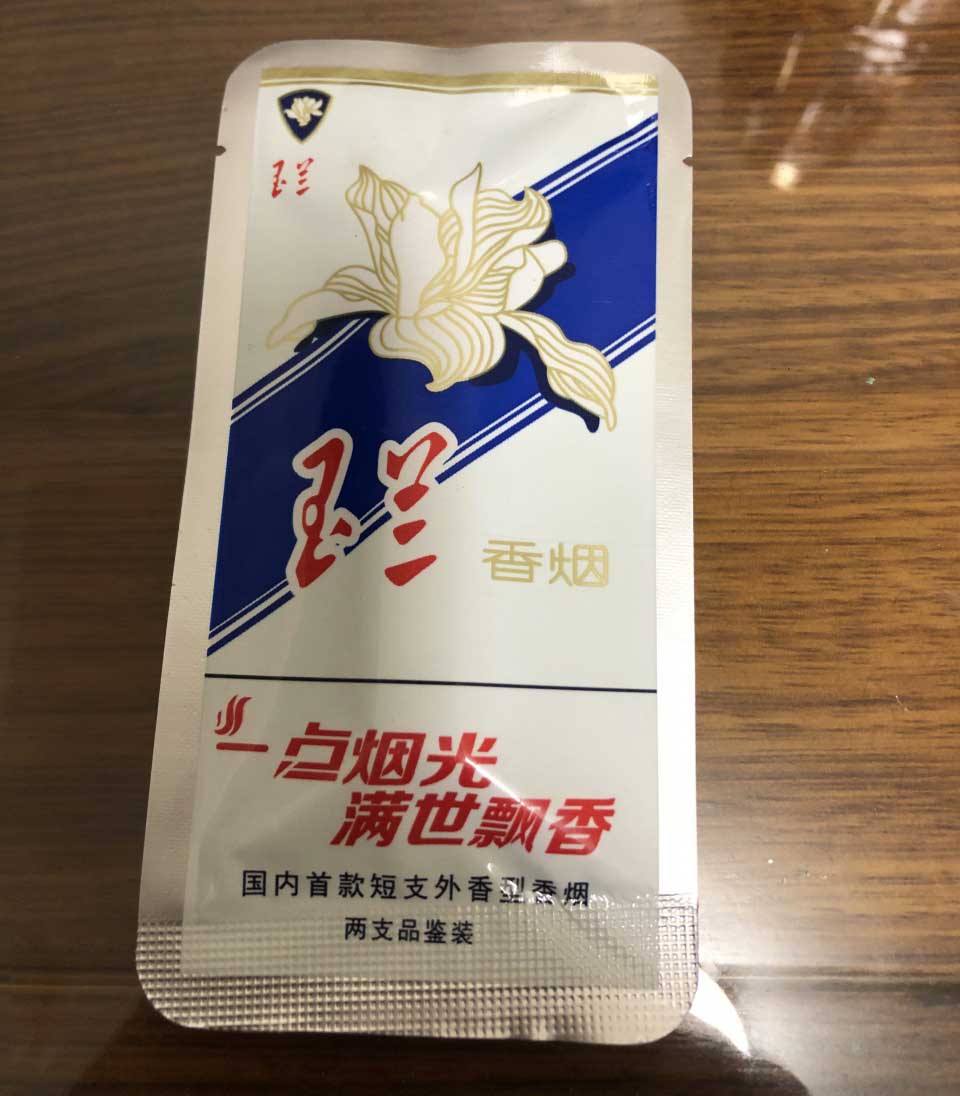 玉兰
玉兰
香烟
一点烟光
满世飘香
国内首款短支外香型香烟
两支品鉴装